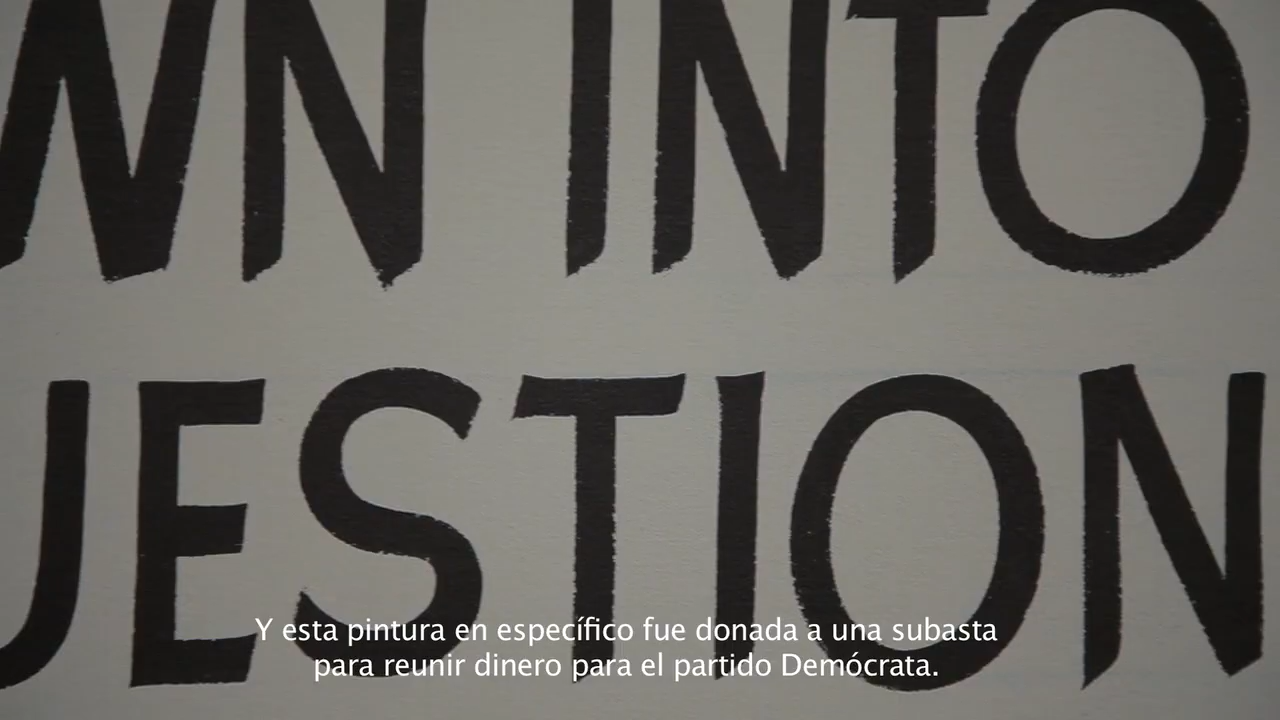 WN INTO
UESTION
Y esta pintura en específico fue donada a una subasta
para reunir dinero para el partido Demócrata.